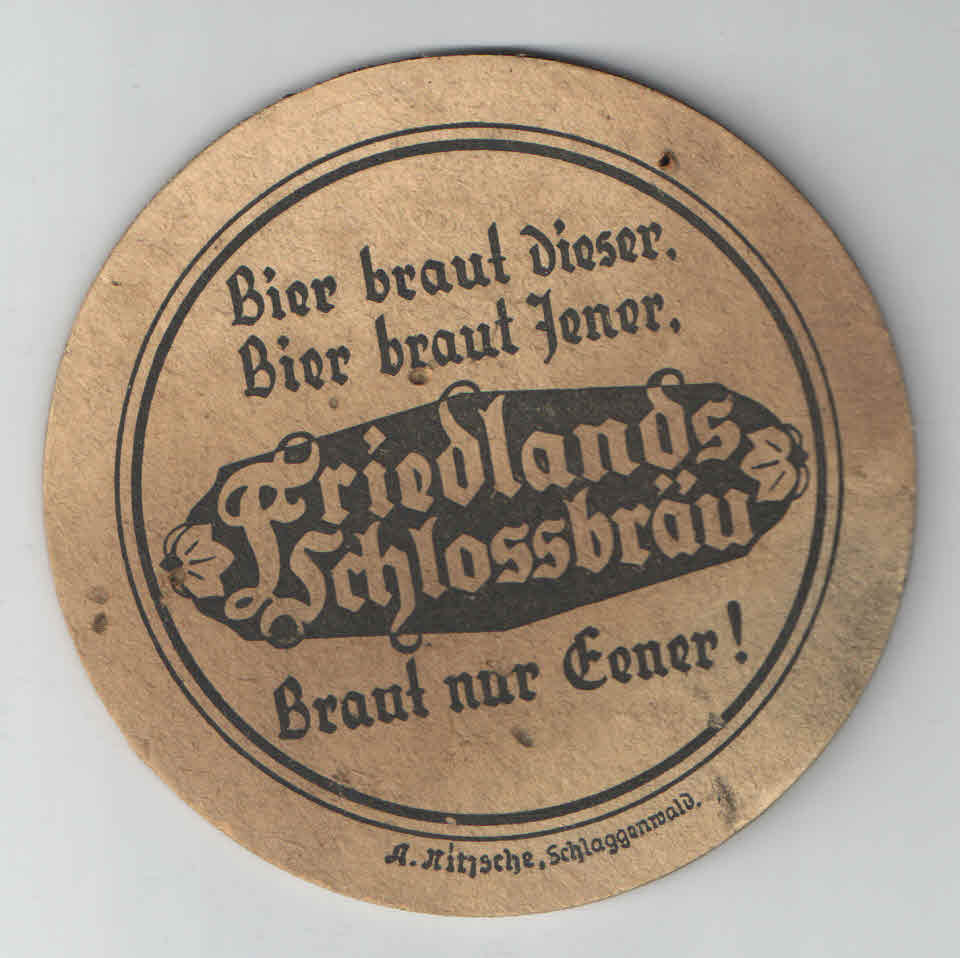 Bier braut Dieser,
Bier braut Jener,
Friedlands
Schlossbräu
Braut nur Eener!
A. Nitzsche, Schlaggenwald.